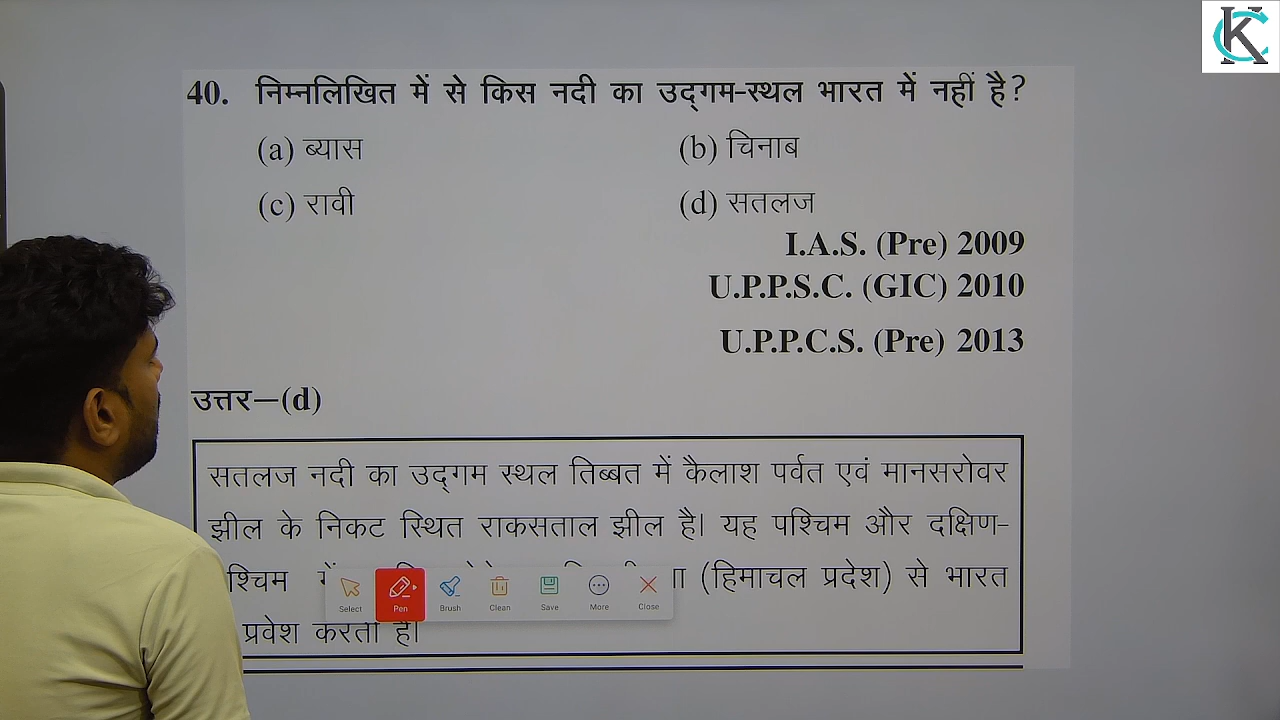 KC
40. निम्नलिखित में से किस नदी का उद्गम-स्थल भारत में नहीं है?
(a) ब्यास (b) चिनाब
(c) रावी (d) सतलज
I.A.S. (Pre) 2009
U.P.P.S.C. (GIC) 2010
U.P.P.C.S. (Pre) 2013
उत्तर–(d)
सतलज नदी का उद्गम स्थल तिब्बत में कैलाश पर्वत एवं मानसरोवर
झील के निकट स्थित राकसताल झील है। यह पश्चिम और दक्षिण-
(हिमाचल प्रदेश) से भारत
प्रवेश करती है।
Select Pen Brush Clean Save More Close